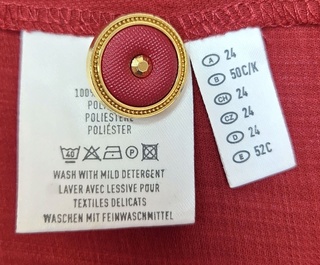 100%
POL
POLIESTE
POLIÉSTER
40 P
WASH WITH MILD DETERGENT
LAVER AVEC LESSIVE POUR
TEXTILES DELICATS
WASCHEN MIT FEINWASCHMITTEL
A 24
B 50C/K
CH 24
CZ 24
D 24
E 52C